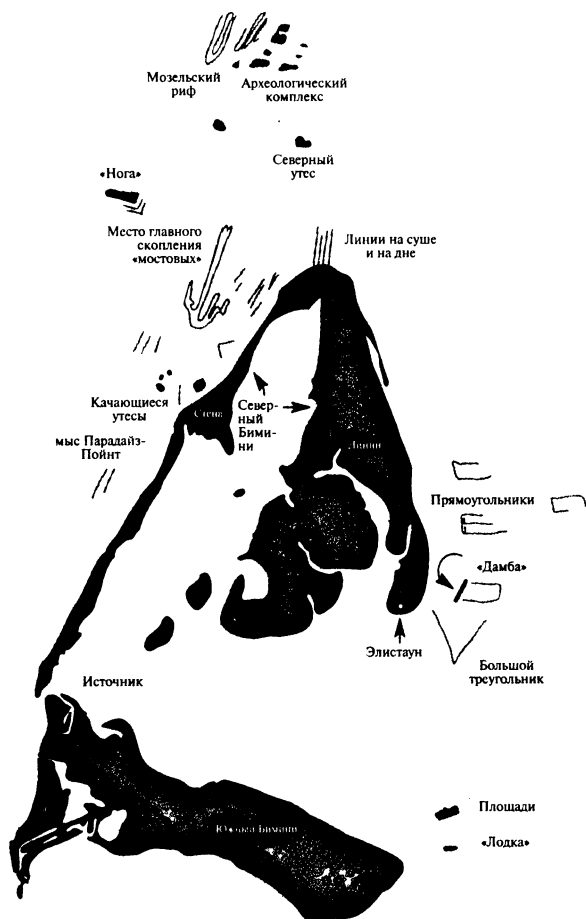 Мозельский
риф
Археологический
комплекс
Северный
утес
«Нога»
Место главного
скопления
«мостовых»
Линии на суше
и на дне
Качающиеся
утесы
Стена
Север-
ный
Бими-
ни
Линии
мыс Парадайз-
Пойнт
Прямоугольники
«Дамба»
Элистаун
Большой
треугольник
Источник
Южный Бимини
Площади
«Лодка»